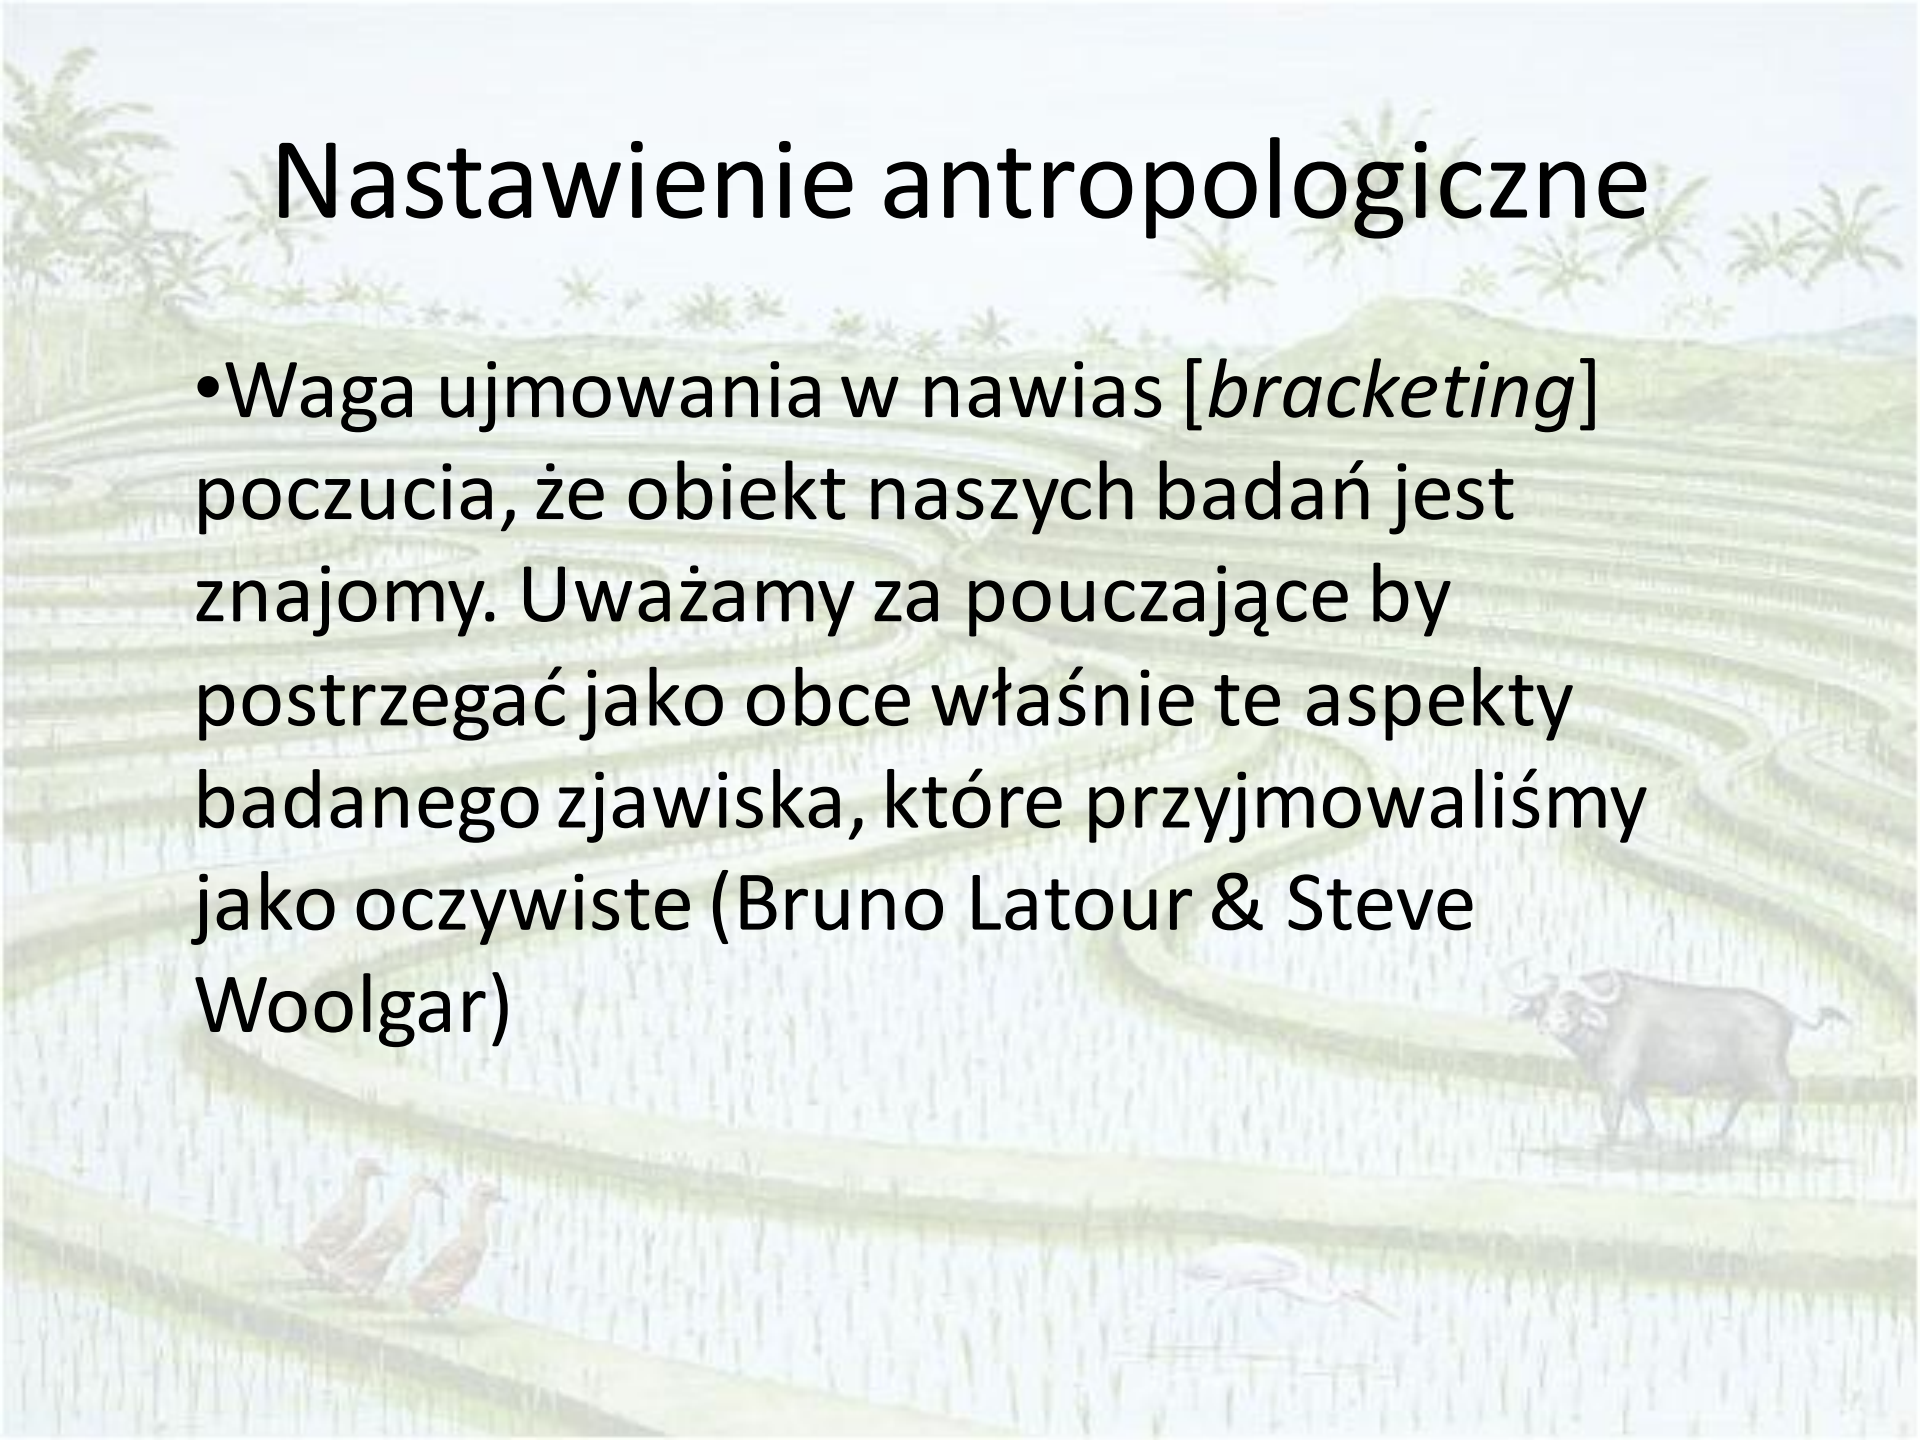 Nastawienie antropologiczne
•Waga ujmowania w nawias [bracketing]
poczucia, że obiekt naszych badań jest
znajomy. Uważamy za pouczające by
postrzegać jako obce właśnie te aspekty
badanego zjawiska, które przyjmowaliśmy
jako oczywiste (Bruno Latour & Steve
Woolgar)